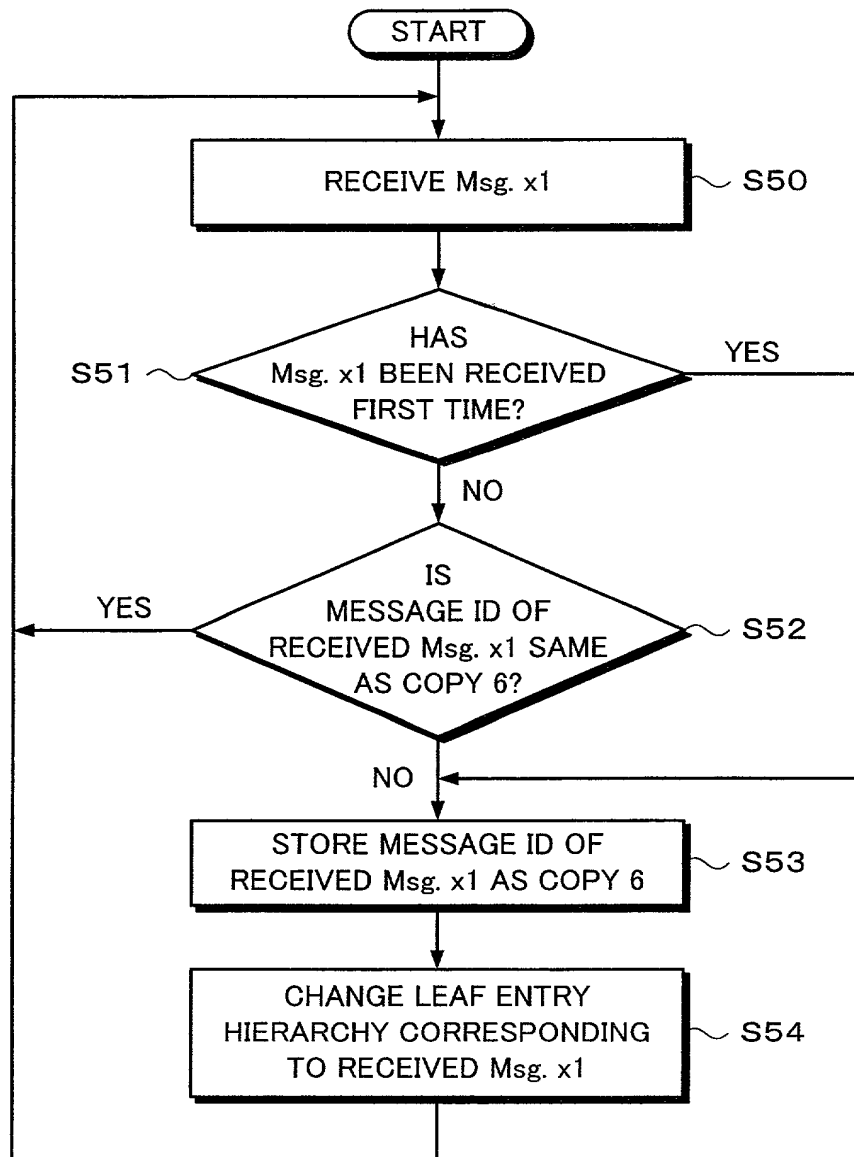 START
RECEIVE Msg. x1
S50
HAS
Msg. x1 BEEN RECEIVED
FIRST TIME?
S51
YES
NO
IS
MESSAGE ID OF
RECEIVED Msg. x1 SAME
AS COPY 6?
YES
S52
NO
STORE MESSAGE ID OF
RECEIVED Msg. x1 AS COPY 6
S53
CHANGE LEAF ENTRY
HIERARCHY CORRESPONDING
TO RECEIVED Msg. x1
S54